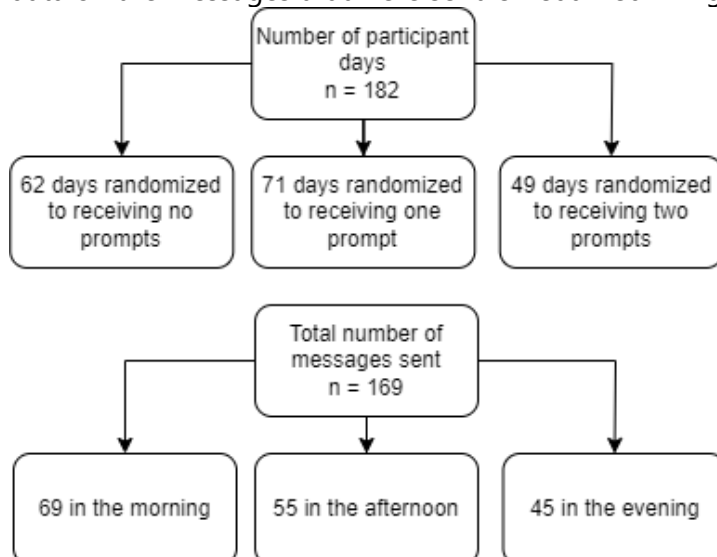 Number of participant
days
n = 182
62 days randomized
to receiving no
prompts
71 days randomized
to receiving one
prompt
49 days randomized
to receiving two
prompts
Total number of
messages sent
n = 169
69 in the morning
55 in the afternoon
45 in the evening